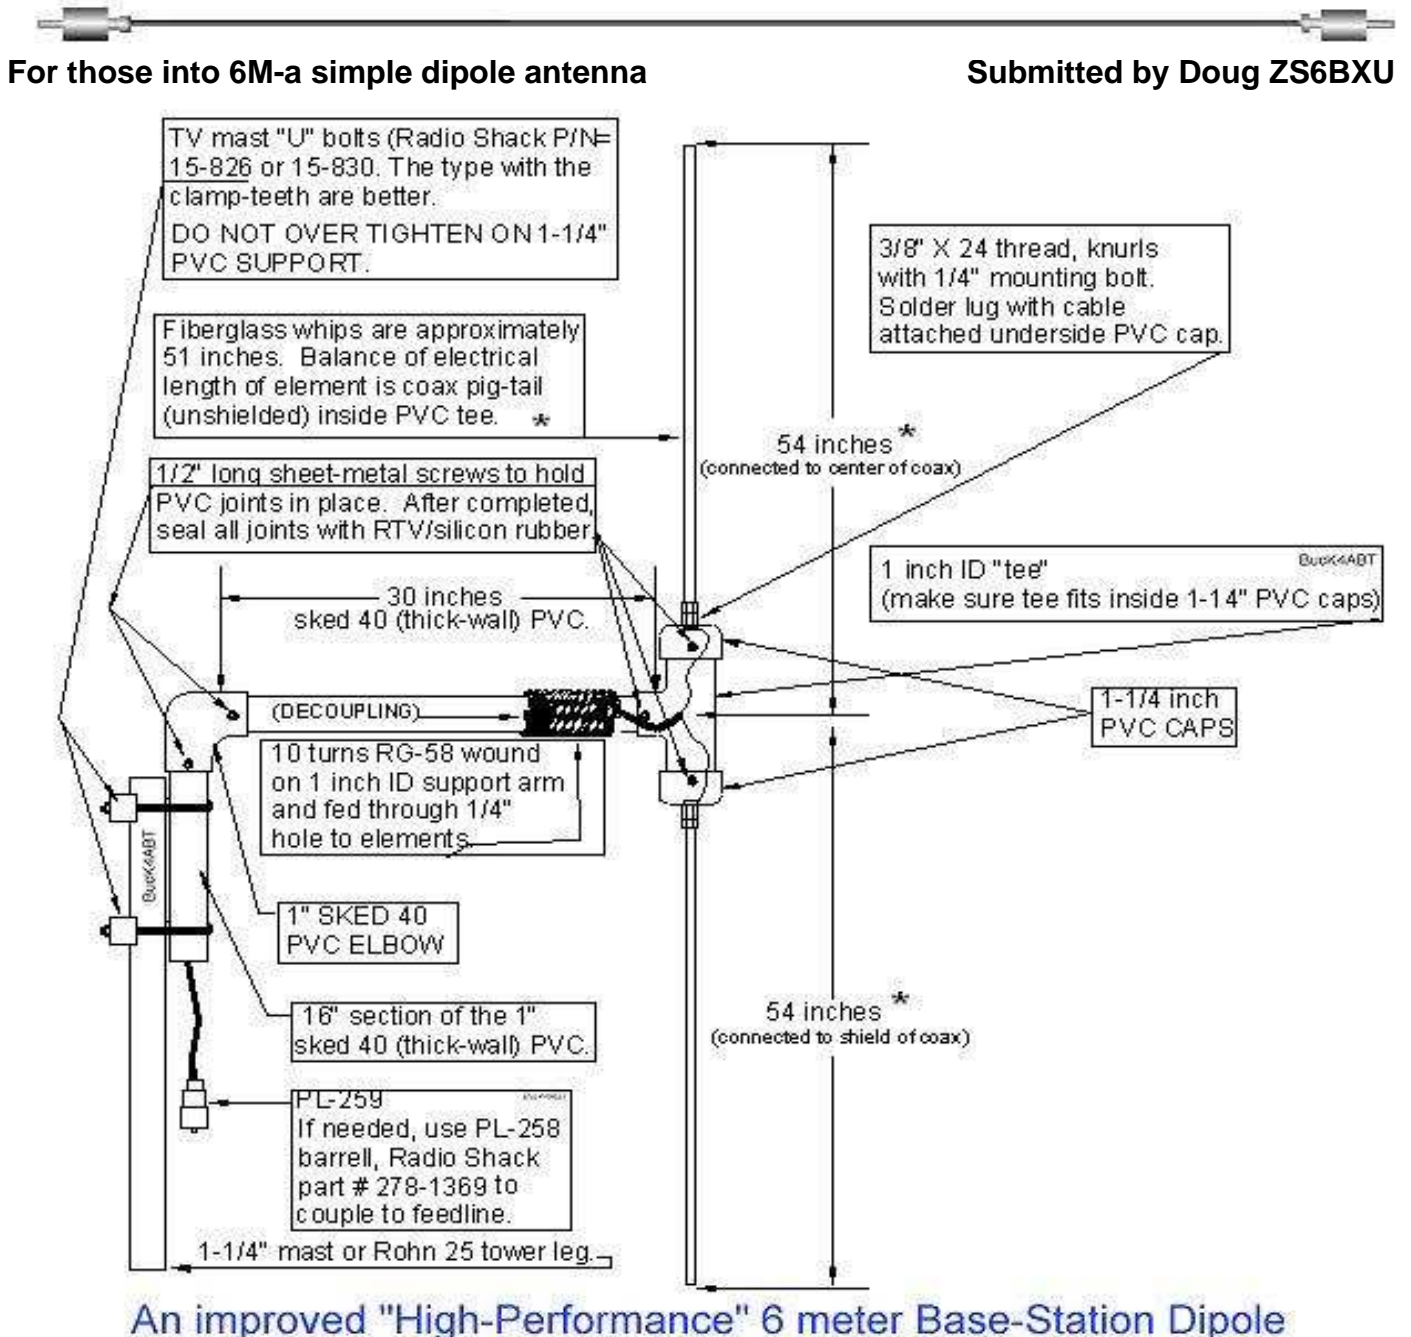 For those into 6M-a simple dipole antenna
Submitted by Doug ZS6BXU
TV mast "U" bolts (Radio Shack P/N=
15-826 or 15-830. The type with the
clamp-teeth are better.
DO NOT OVER TIGHTEN ON 1-1/4"
PVC SUPPORT.
3/8" X 24 thread, knurls
with 1/4" mounting bolt.
Solder lug with cable
attached underside PVC cap.
Fiberglass whips are approximately
51 inches. Balance of electrical
length of element is coax pig-tail
(unshielded) inside PVC tee. *
54 inches *
(connected to center of coax)
1/2" long sheet-metal screws to hold
PVC joints in place. After completed,
seal all joints with RTV/silicon rubber.
1 inch ID "tee"
BucK4ABT
(make sure tee fits inside 1-14" PVC caps)
30 inches
sked 40 (thick-wall) PVC.
1-1/4 inch
PVC CAPS
(DECOUPLING)
10 turns RG-58 wound
on 1 inch ID support arm
and fed through 1/4"
hole to elements
BucK4ABT
1" SKED 40
PVC ELBOW
16" section of the 1"
sked 40 (thick-wall) PVC.
54 inches *
(connected to shield of coax)
PL-259
If needed, use PL-258
barrell, Radio Shack
part # 278-1369 to
couple to feedline.
1-1/4" mast or Rohn 25 tower leg.
An improved "High-Performance" 6 meter Base-Station Dipole